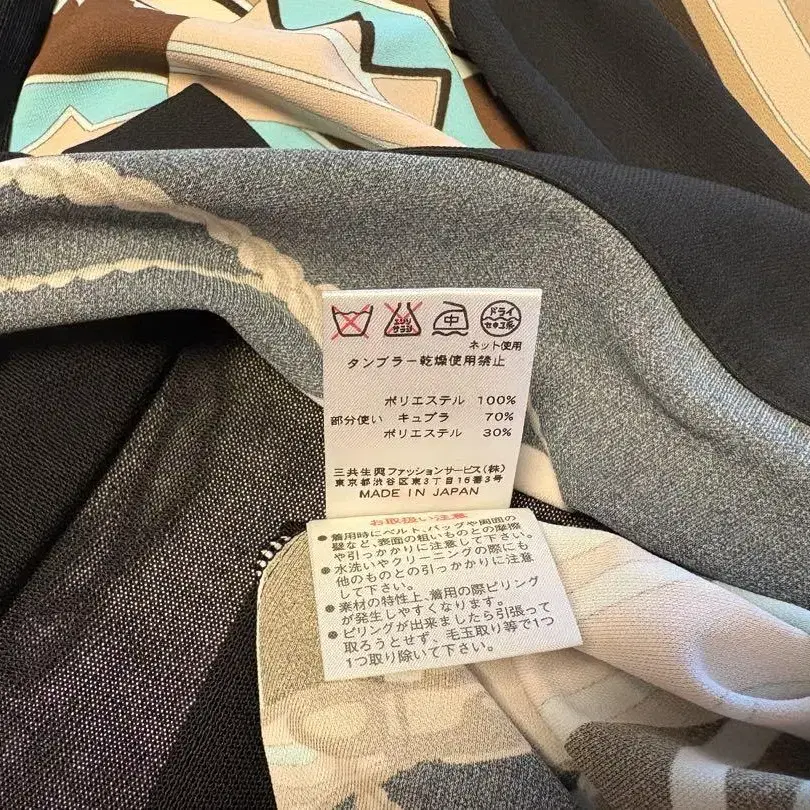 エンソ
サラシ
中
ドライ
セキユ系
ネット使用
タンブラー乾燥使用禁止
ポリエステル 100%
部分使い キュプラ 70%
ポリエステル 30%
三共生興ファッションサービス(株)
東京都渋谷区東3丁目16番3号
MADE IN JAPAN
お取扱い注意
●着用時にベルト、バッグや周囲の
壁など、表面の粗いものとの摩擦
や引っかかりに注意して下さい。
●水洗いやクリーニングの際にも
他のものとの引っかかりに注意
して下さい。
●素材の特性上、着用の際ピリング
が発生しやすくなります。
●ピリングが出来ましたら引張って
取ろうとせず、毛玉取り等で1つ
1つ取り除いて下さい。